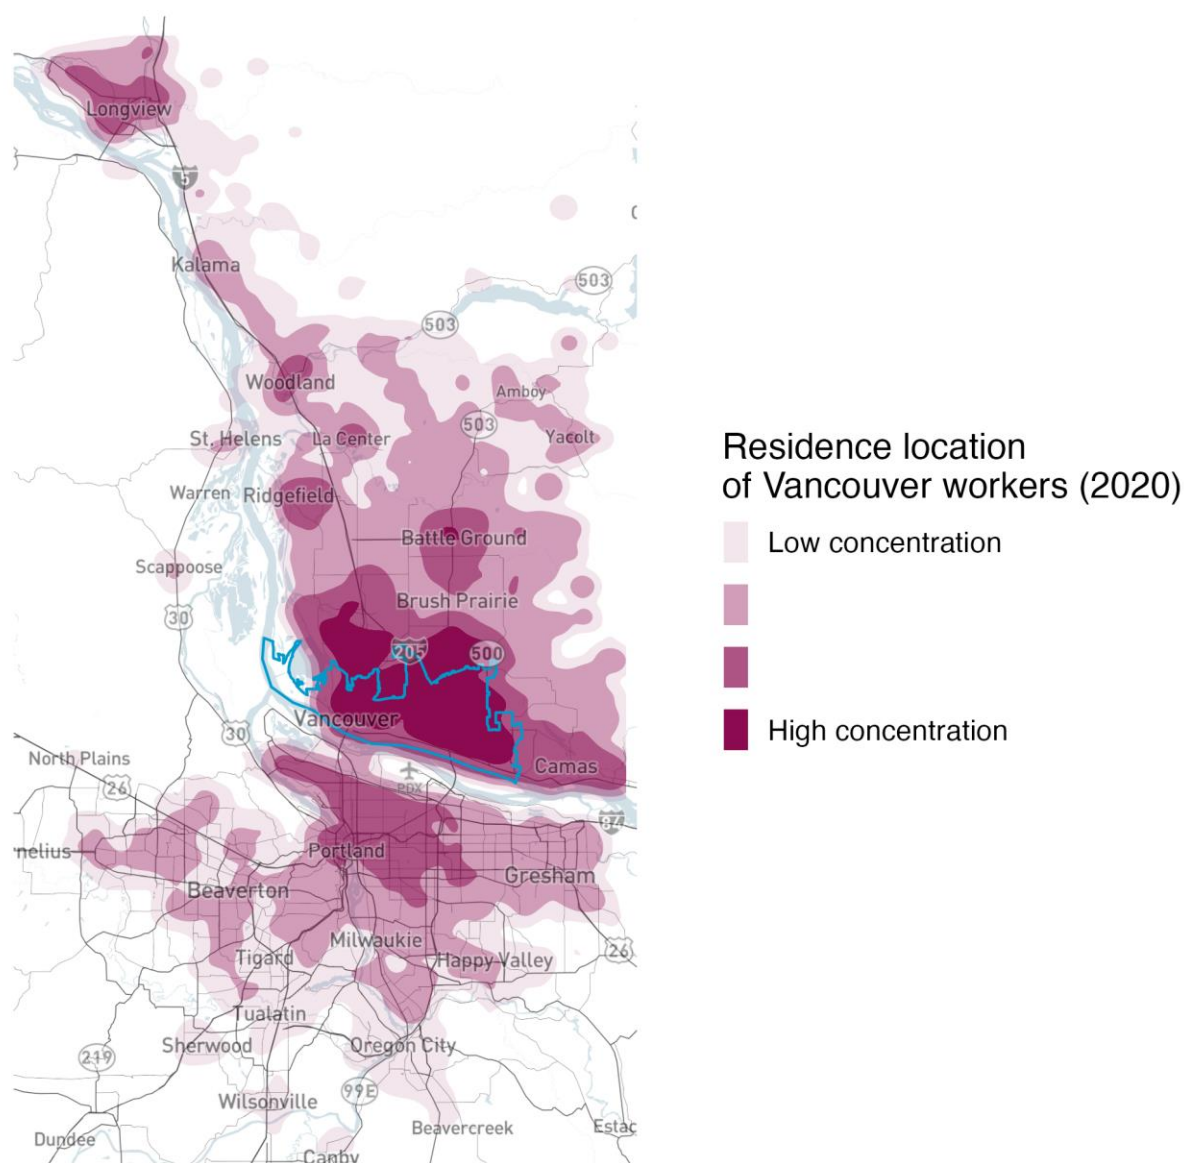 Longview
5
Kalama
503
503
Woodland
Amboy
503
St. Helens
La Center
Yacolt
Warren
Ridgefield
Battle Ground
Scappoose
Brush Prairie
30
205
500
Vancouver
30
North Plains
Camas
26
PDX
84
nelius
Portland
Gresham
Beaverton
Milwaukie
26
Tigard
Happy Valley
Tualatin
Sherwood
Oregon City
219
99E
Wilsonville
Beavercreek
Estac
Dundee
Canby
Residence location
of Vancouver workers (2020)
Low concentration
High concentration